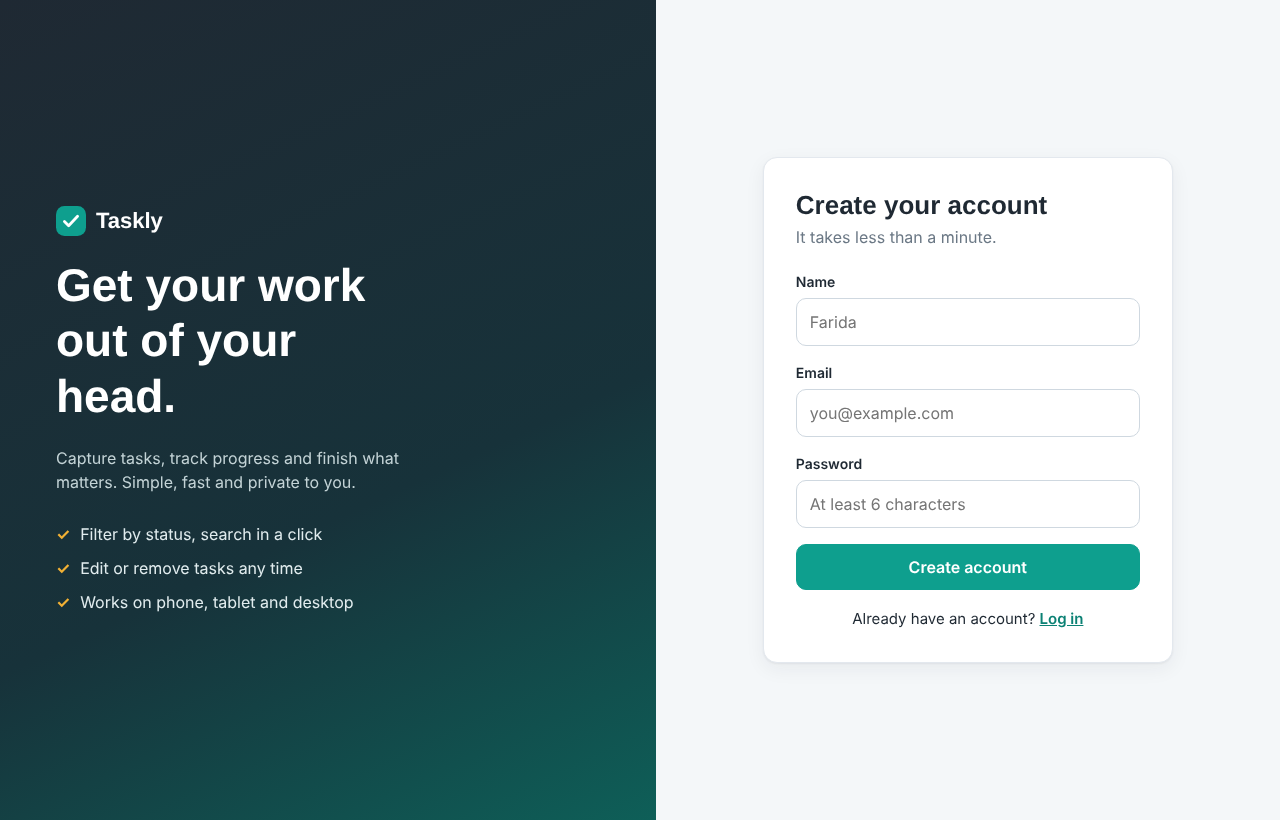 Taskly
Get your work
out of your
head.
Capture tasks, track progress and finish what
matters. Simple, fast and private to you.
Filter by status, search in a click
Edit or remove tasks any time
Works on phone, tablet and desktop
Create your account
It takes less than a minute.
Name
Farida
Email
you@example.com
Password
At least 6 characters
Create account
Already have an account? Log in